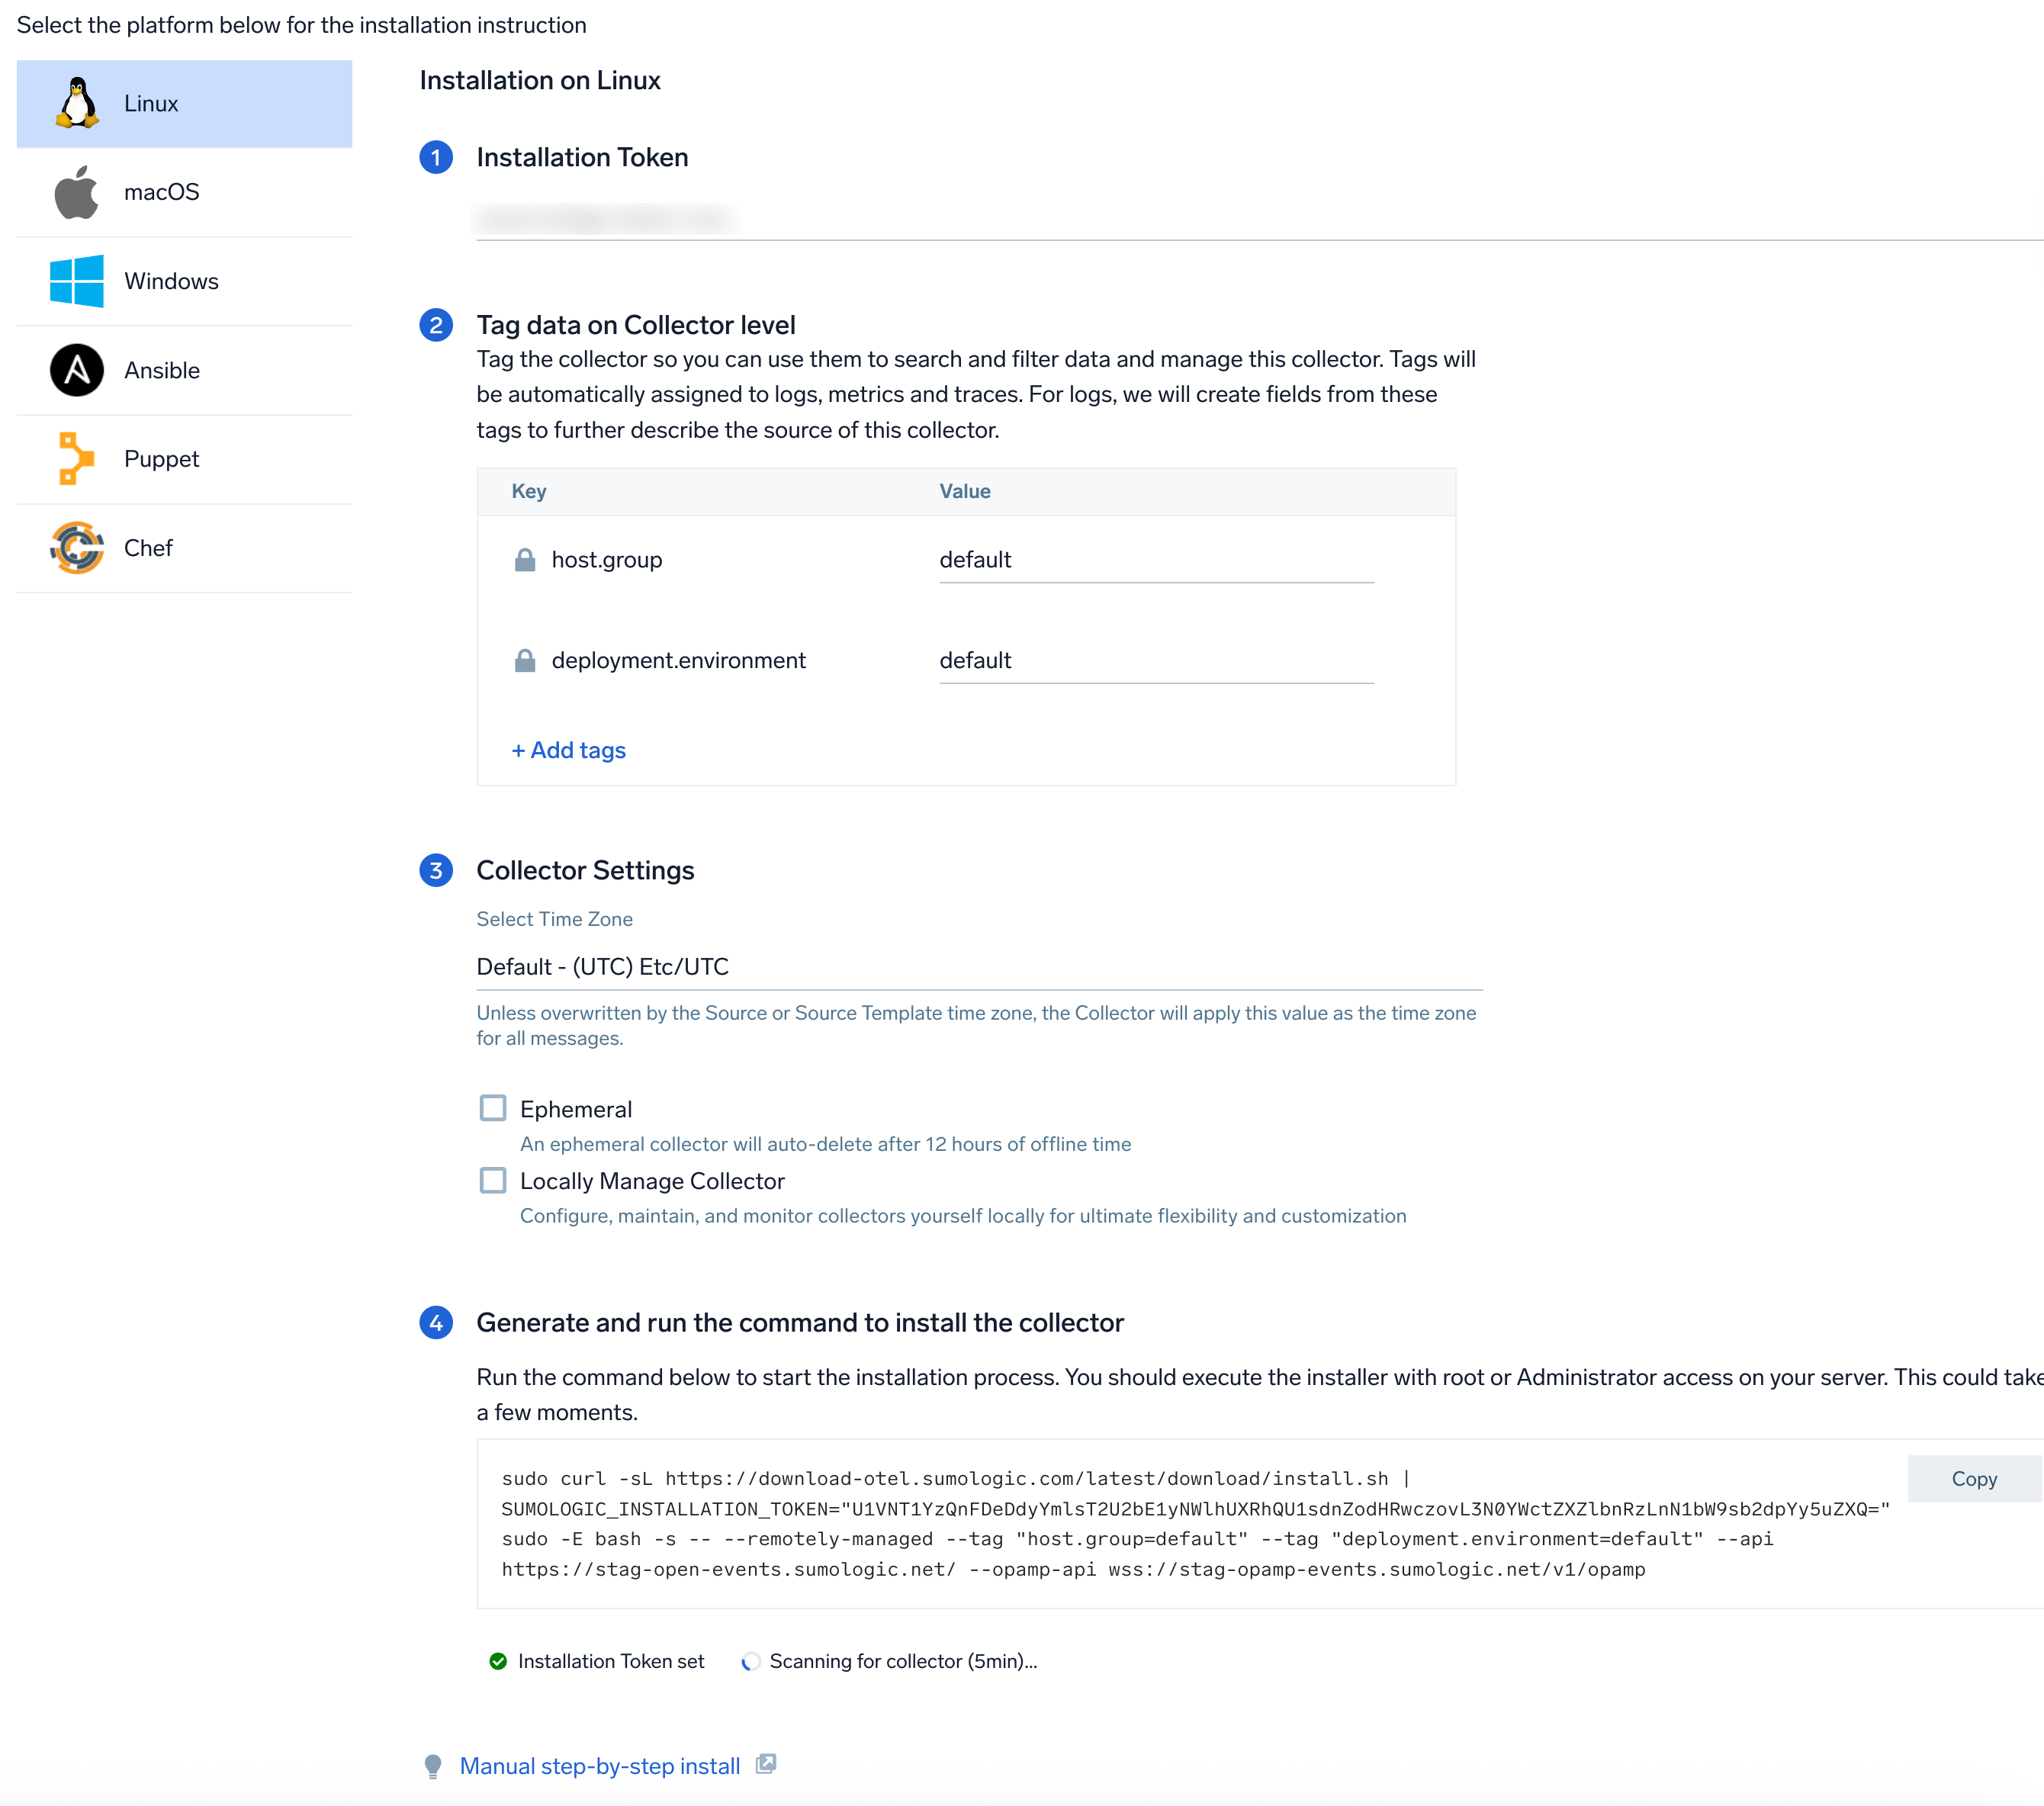 Select the platform below for the installation instruction
Linux
macOS
Windows
Ansible
Puppet
Chef
Installation on Linux
1 Installation Token
2 Tag data on Collector level
Tag the collector so you can use them to search and filter data and manage this collector. Tags will
be automatically assigned to logs, metrics and traces. For logs, we will create fields from these
tags to further describe the source of this collector.
Key Value
host.group default
deployment.environment default
+ Add tags
3 Collector Settings
Select Time Zone
Default - (UTC) Etc/UTC
Unless overwritten by the Source or Source Template time zone, the Collector will apply this value as the time zone
for all messages.
Ephemeral
An ephemeral collector will auto-delete after 12 hours of offline time
Locally Manage Collector
Configure, maintain, and monitor collectors yourself locally for ultimate flexibility and customization
4 Generate and run the command to install the collector
Run the command below to start the installation process. You should execute the installer with root or Administrator access on your server. This could take
a few moments.
sudo curl -sL https://download-otel.sumologic.com/latest/download/install.sh |
SUMOLOGIC_INSTALLATION_TOKEN="U1VNT1YzQnFDeDdyYmlsT2U2bE1yNWlhUXRhQU1sdnZodHRwczovL3N0YWctZXZlbnRzLnN1bW9sb2dpYy5uZXQ="
sudo -E bash -s -- --remotely-managed --tag "host.group=default" --tag "deployment.environment=default" --api
https://stag-open-events.sumologic.net/ --opamp-api wss://stag-opamp-events.sumologic.net/v1/opamp
Copy
Installation Token set Scanning for collector (5min)...
Manual step-by-step install